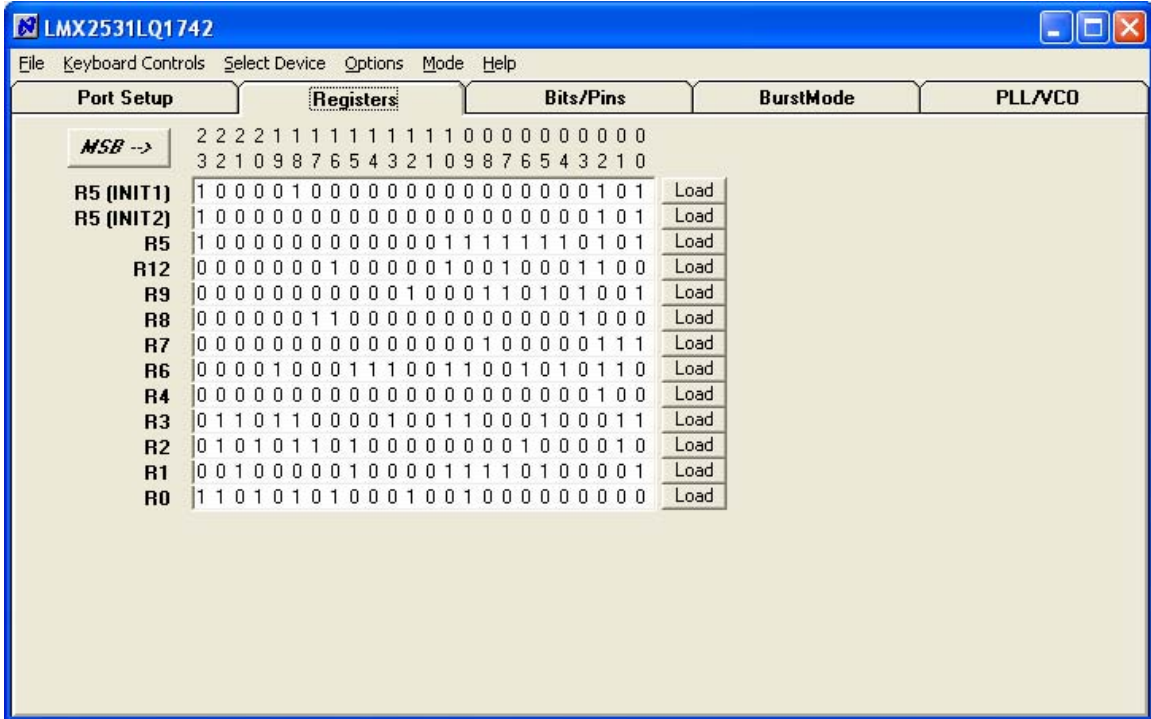 LMX2531LQ1742
File Keyboard Controls Select Device Options Mode Help
Port Setup Registers Bits/Pins BurstMode PLL/VCO
MSB -->
2 2 2 2 1 1 1 1 1 1 1 1 1 1 0 0 0 0 0 0 0 0 0 0
3 2 1 0 9 8 7 6 5 4 3 2 1 0 9 8 7 6 5 4 3 2 1 0
R5 (INIT1) 1 0 0 0 0 1 0 0 0 0 0 0 0 0 0 0 0 0 0 0 0 1 0 1 Load
R5 (INIT2) 1 0 0 0 0 0 0 0 0 0 0 0 0 0 0 0 0 0 0 0 0 1 0 1 Load
R5 1 0 0 0 0 0 0 0 0 0 0 0 0 1 1 1 1 1 1 1 0 1 0 1 Load
R12 0 0 0 0 0 0 0 1 0 0 0 0 0 1 0 0 1 0 0 0 1 1 0 0 Load
R9 0 0 0 0 0 0 0 0 0 0 0 1 0 0 0 1 1 0 1 0 1 0 0 1 Load
R8 0 0 0 0 0 0 1 1 0 0 0 0 0 0 0 0 0 0 0 0 1 0 0 0 Load
R7 0 0 0 0 0 0 0 0 0 0 0 0 0 0 0 1 0 0 0 0 0 1 1 1 Load
R6 0 0 0 0 1 0 0 0 1 1 1 0 0 1 1 0 0 1 0 1 0 1 1 0 Load
R4 0 0 0 0 0 0 0 0 0 0 0 0 0 0 0 0 0 0 0 0 0 1 0 0 Load
R3 0 1 1 0 1 1 0 0 0 0 1 0 0 1 1 0 0 0 1 0 0 0 1 1 Load
R2 0 1 0 1 0 1 1 0 1 0 0 0 0 0 0 0 0 1 0 0 0 0 1 0 Load
R1 0 0 1 0 0 0 0 0 1 0 0 0 0 1 1 1 1 0 1 0 0 0 0 1 Load
R0 1 1 0 1 0 1 0 1 0 0 0 1 0 0 1 0 0 0 0 0 0 0 0 0 Load